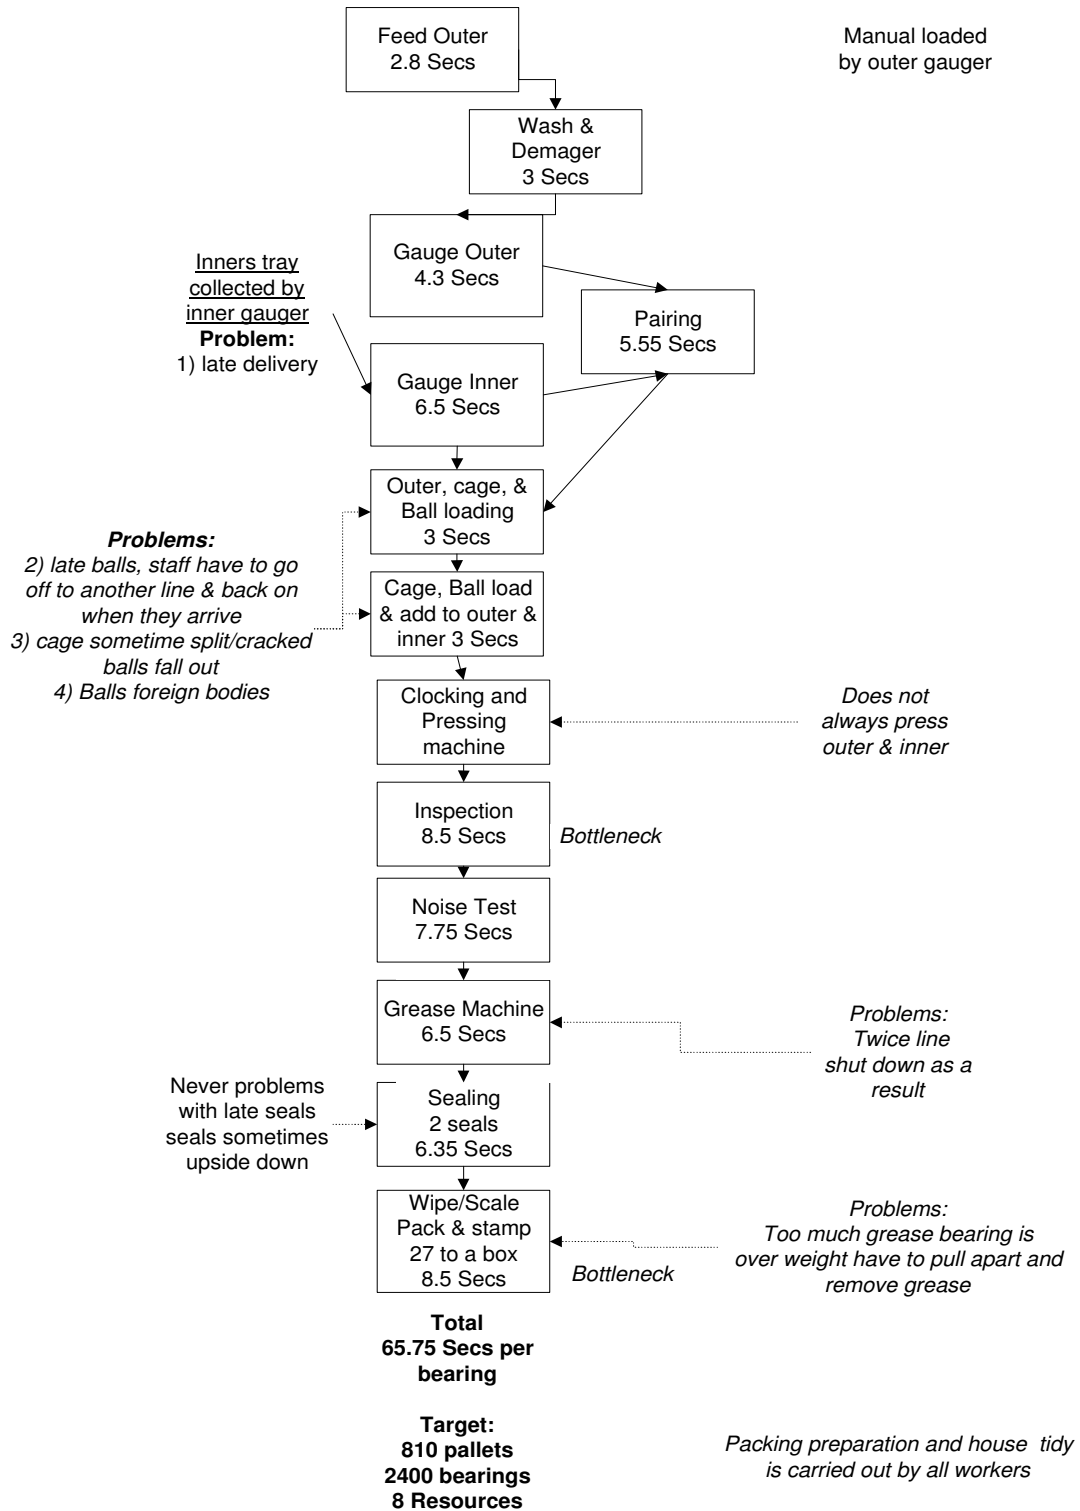 Feed Outer
2.8 Secs
Manual loaded
by outer gauger
Wash &
Demager
3 Secs
Gauge Outer
4.3 Secs
Inners tray
collected by
inner gauger
Problem:
1) late delivery
Pairing
5.55 Secs
Gauge Inner
6.5 Secs
Outer, cage, &
Ball loading
3 Secs
Problems:
2) late balls, staff have to go
off to another line & back on
when they arrive
3) cage sometime split/cracked
balls fall out
4) Balls foreign bodies
Cage, Ball load
& add to outer &
inner 3 Secs
Clocking and
Pressing
machine
Does not
always press
outer & inner
Inspection
8.5 Secs
Bottleneck
Noise Test
7.75 Secs
Grease Machine
6.5 Secs
Problems:
Twice line
shut down as a
result
Never problems
with late seals
seals sometimes
upside down
Sealing
2 seals
6.35 Secs
Wipe/Scale
Pack & stamp
27 to a box
8.5 Secs
Bottleneck
Problems:
Too much grease bearing is
over weight have to pull apart and
remove grease
Total
65.75 Secs per
bearing
Target:
810 pallets
2400 bearings
8 Resources
Packing preparation and house tidy
is carried out by all workers